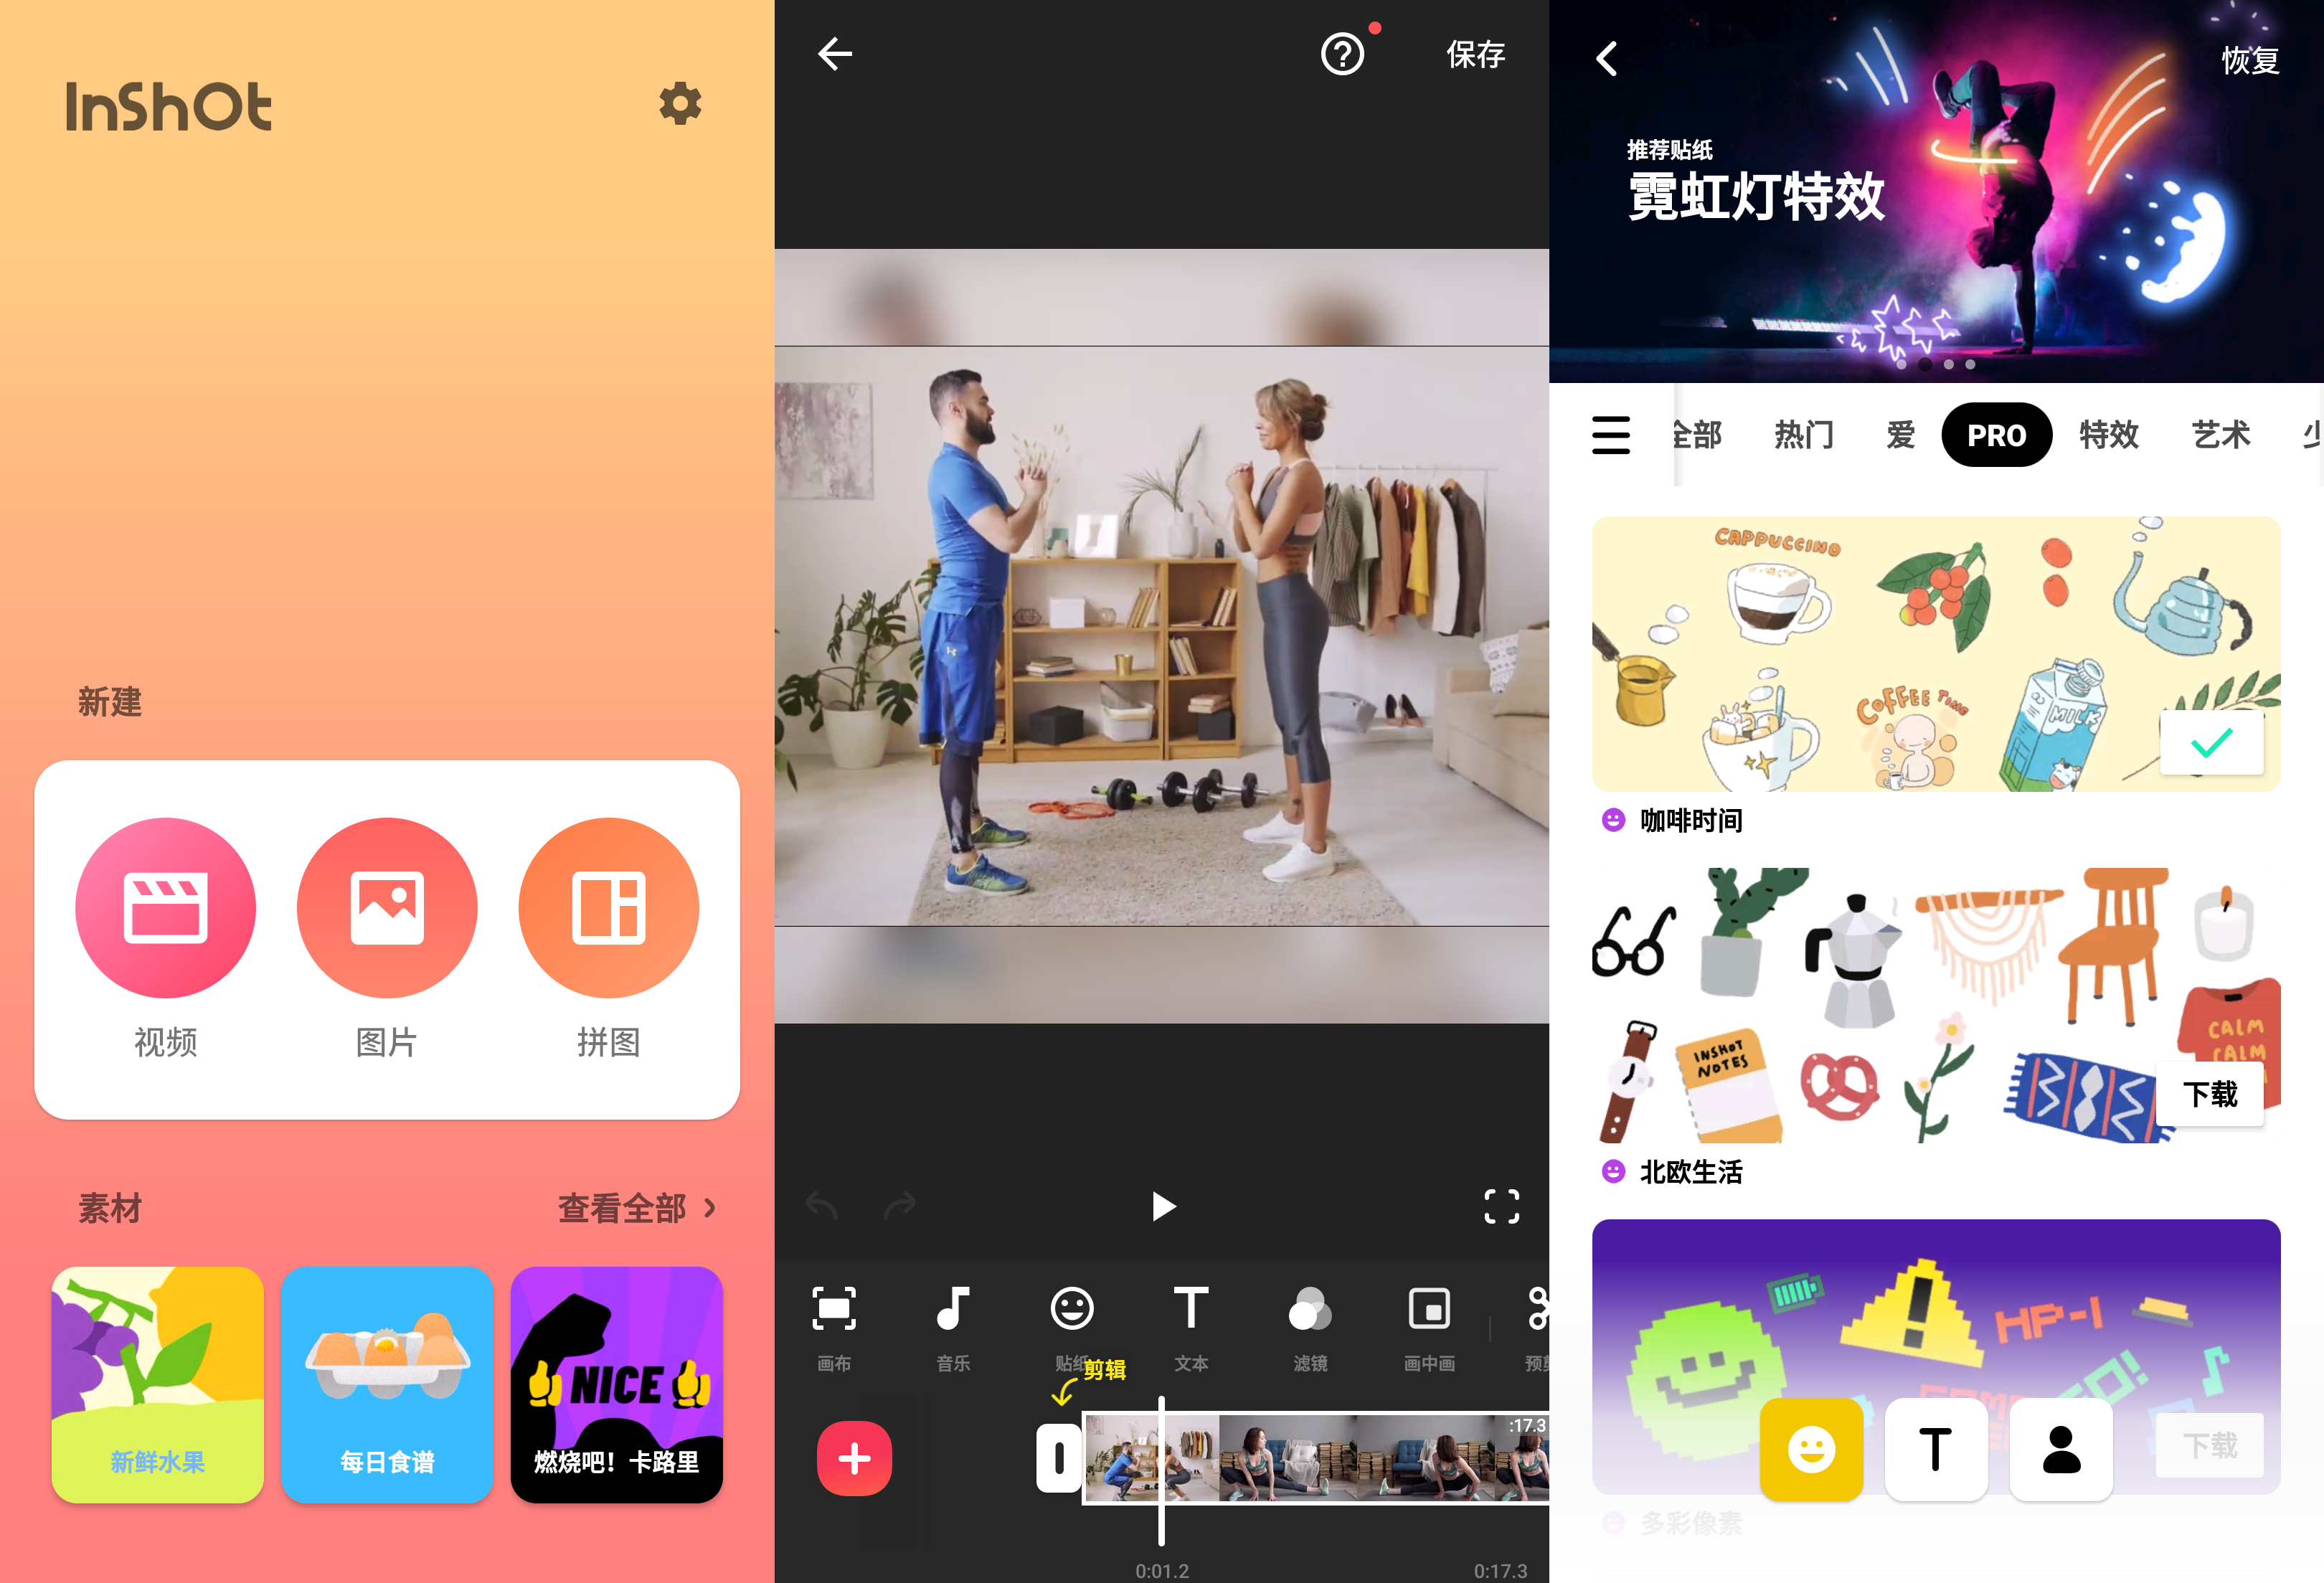 InShOt
新建
视频
图片
拼图
素材
查看全部
新鲜水果
每日食谱
NICE
燃烧吧！卡路里
保存
画布
音乐
贴纸
文本
滤镜
画中画
剪辑
:17.3
0:01.2
0:17.3
恢复
推荐贴纸
霓虹灯特效
全部
热门
爱
PRO
特效
艺术
CAPPUCCINO
COFFEE TIME
MILK
咖啡时间
INSHOT
NOTES
CALM
CALM
下载
北欧生活
HP-1
GO!
下载
多彩像素